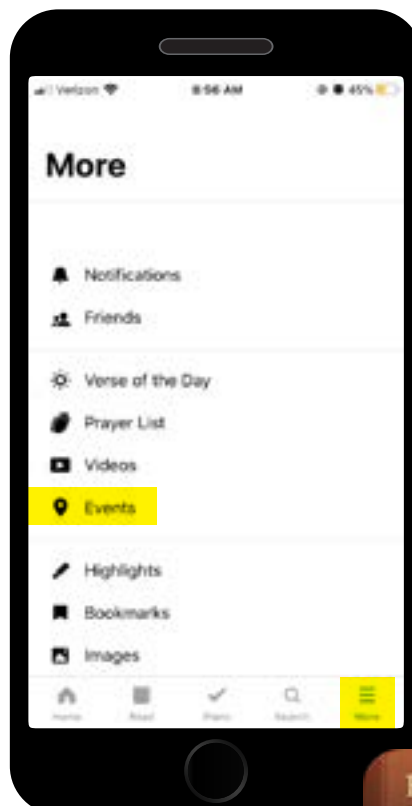 Verizon 8:56 AM 45%
More
Notifications
Friends
Verse of the Day
Prayer List
Videos
Events
Highlights
Bookmarks
Images
Home Read Plans Search More